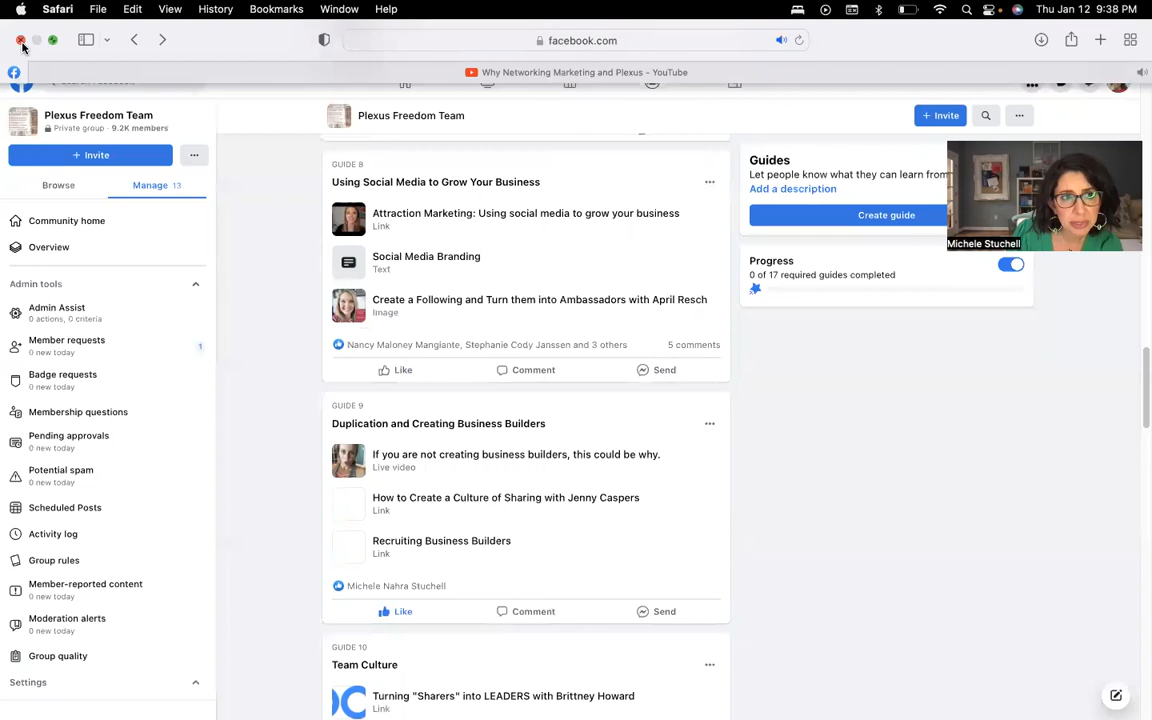 Safari File Edit View History Bookmarks Window Help Thu Jan 12 9:38 PM
facebook.com
Why Networking Marketing and Plexus - YouTube
Plexus Freedom Team
Private group · 9.2K members
+ Invite
Browse
Manage 13
Community home
Overview
Admin tools
Admin Assist
0 actions, 0 criteria
Member requests
0 new today
1
Badge requests
0 new today
Membership questions
Pending approvals
0 new today
Potential spam
0 new today
Scheduled Posts
Activity log
Group rules
Member-reported content
0 new today
Moderation alerts
0 new today
Group quality
Settings
Plexus Freedom Team
+ Invite
GUIDE 8
Using Social Media to Grow Your Business
Attraction Marketing: Using social media to grow your business
Link
Social Media Branding
Text
Create a Following and Turn them into Ambassadors with April Resch
Image
Nancy Maloney Mangiante, Stephanie Cody Janssen and 3 others 5 comments
Like Comment Send
GUIDE 9
Duplication and Creating Business Builders
If you are not creating business builders, this could be why.
Live video
How to Create a Culture of Sharing with Jenny Caspers
Link
Recruiting Business Builders
Link
Michele Nahra Stuchell
Like Comment Send
GUIDE 10
Team Culture
Turning "Sharers" into LEADERS with Brittney Howard
Link
Guides
Let people know what they can learn from
Add a description
Create guide
Progress
0 of 17 required guides completed
Michele Stuchell